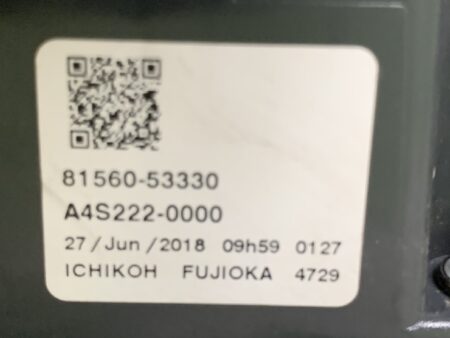 81560-53330
A4S222-0000
27/Jun/2018 09h59 0127
ICHIKOH FUJIOKA 4729